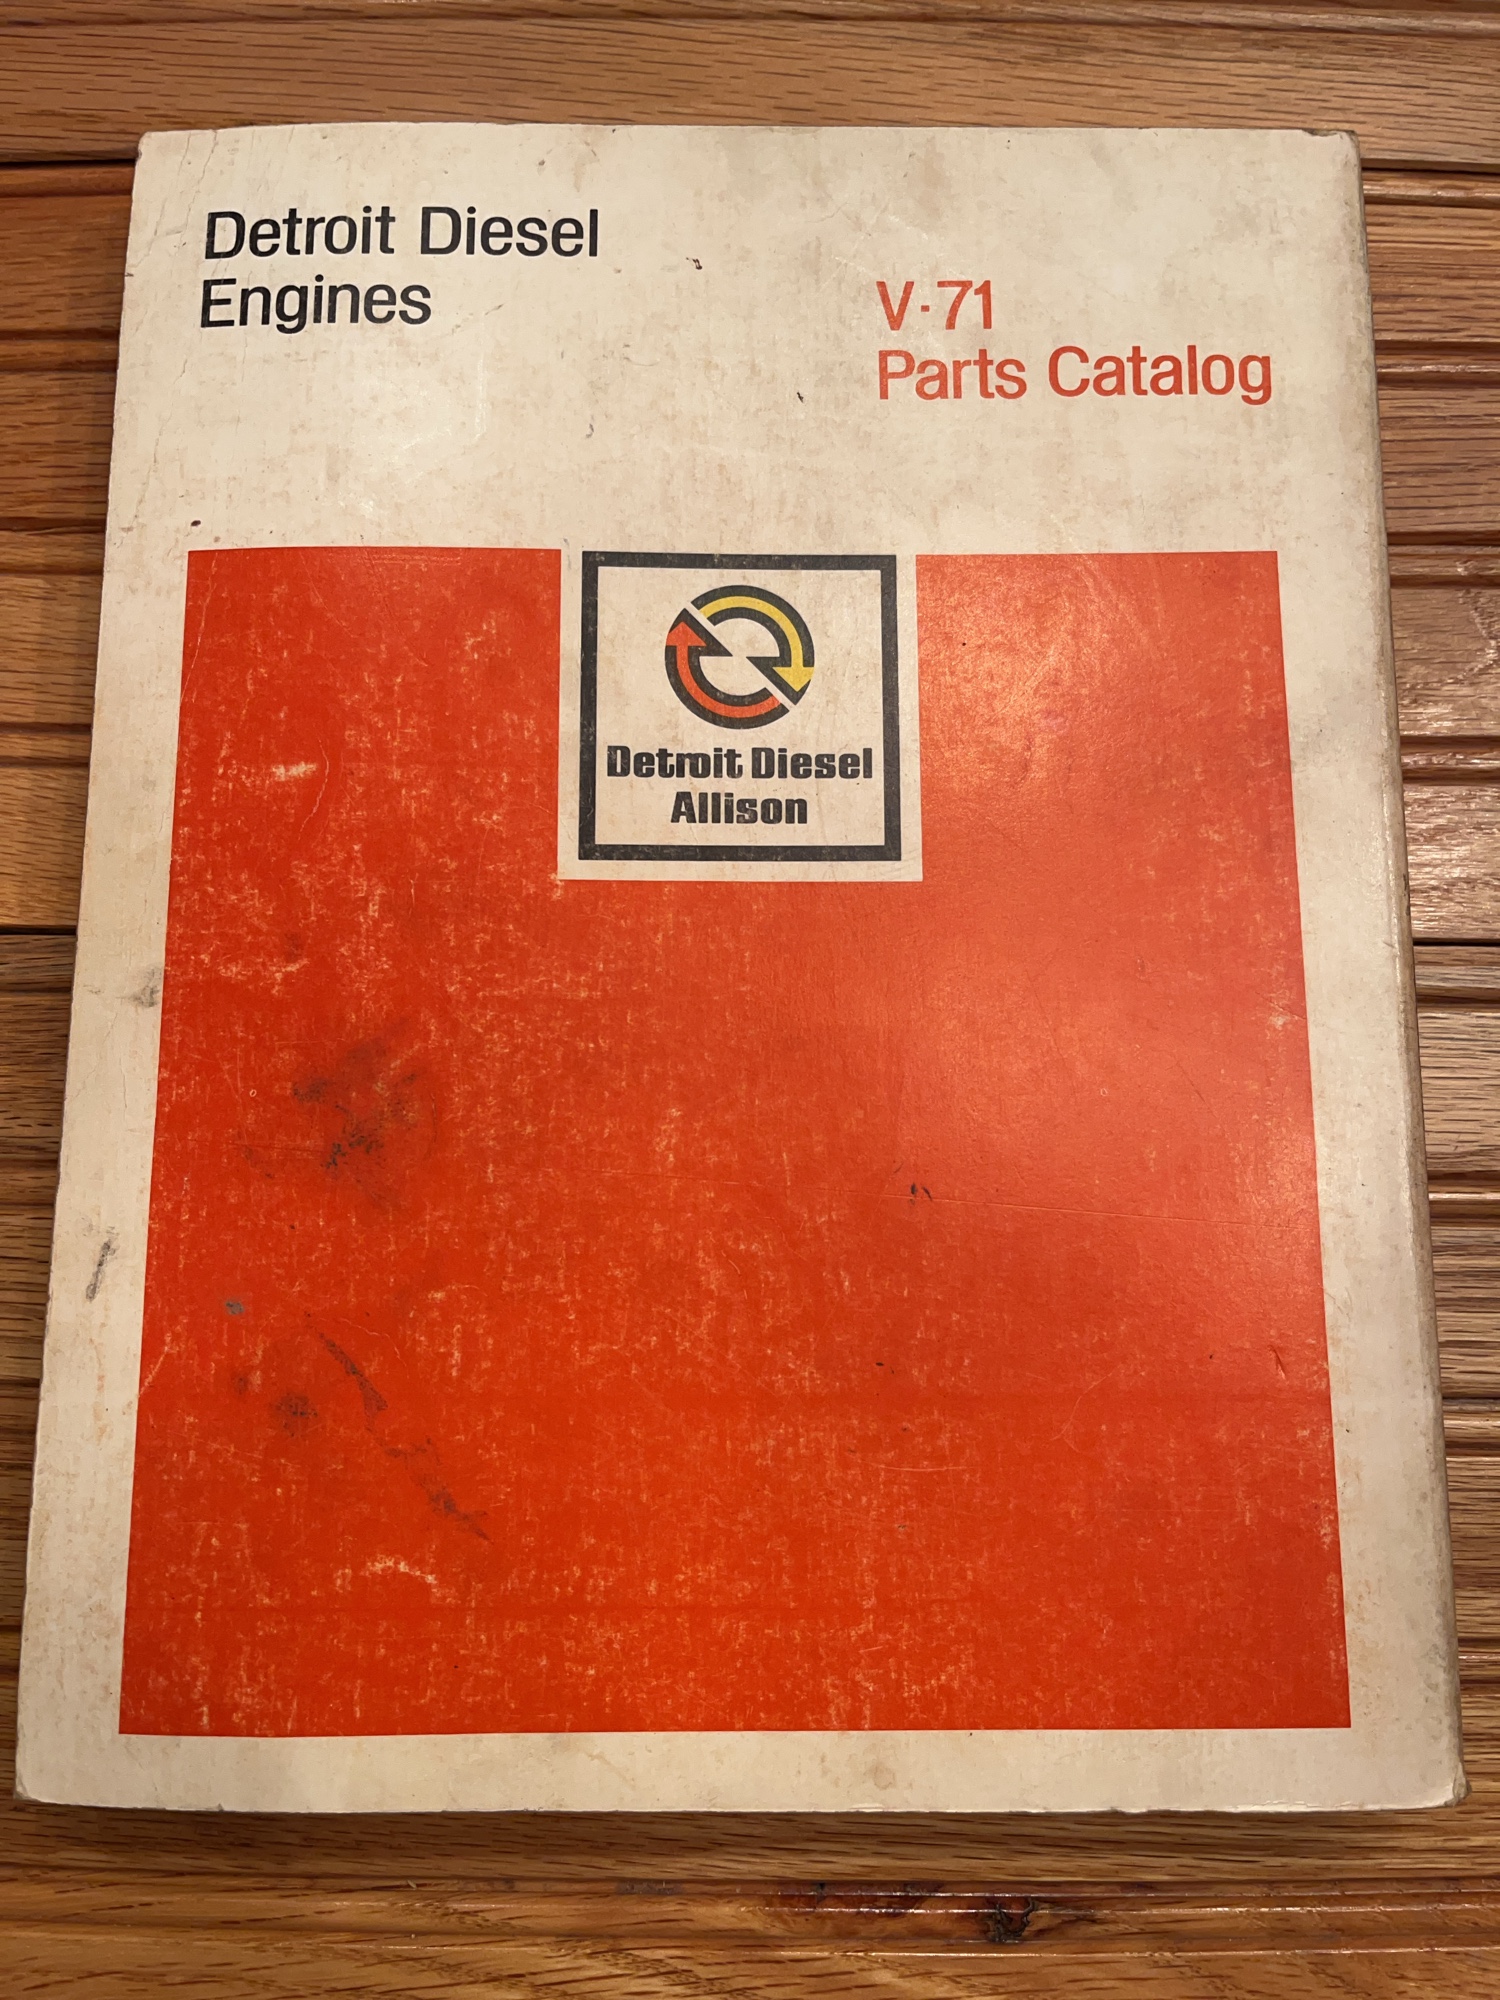 Detroit Diesel
Engines
V·71
Parts Catalog
Detroit Diesel
Allison